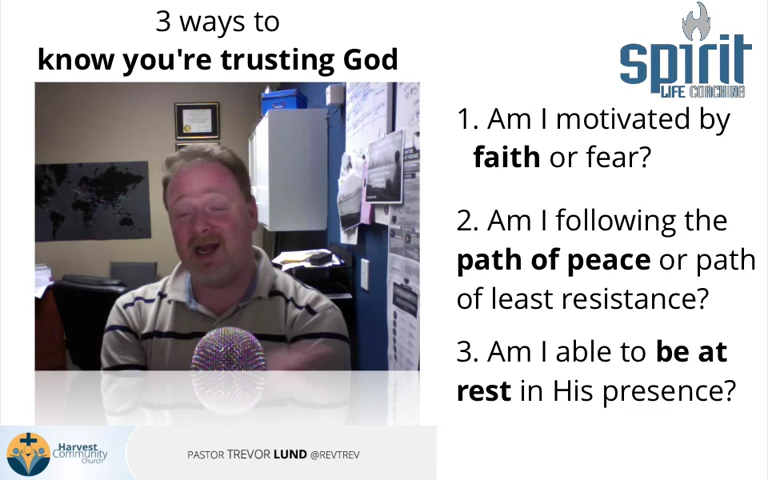 3 ways to
know you're trusting God
spirit
LIFE COACHING
1. Am I motivated by
faith or fear?
2. Am I following the
path of peace or path
of least resistance?
3. Am I able to be at
rest in His presence?
Harvest
Community
Church
PASTOR TREVOR LUND @REVTREV